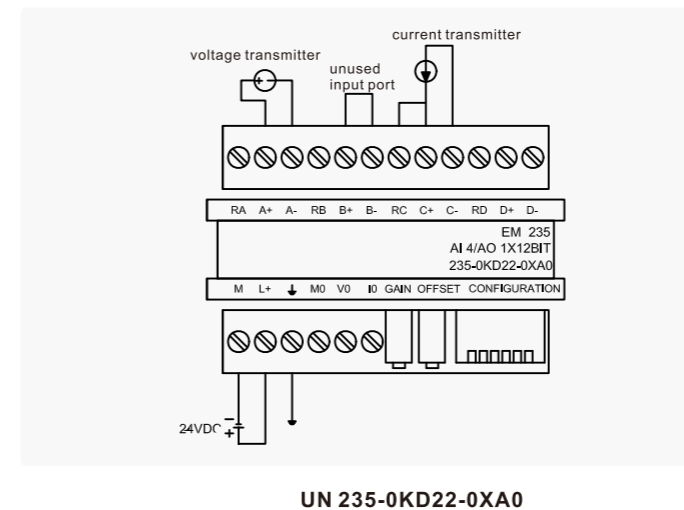 current transmitter
voltage transmitter
unused
input port
RA A+ A- RB B+ B- RC C+ C- RD D+ D-
EM 235
AI 4/AO 1X12BIT
235-0KD22-0XA0
M L+ M0 V0 I0 GAIN OFFSET CONFIGURATION
24VDC
UN 235-0KD22-0XA0